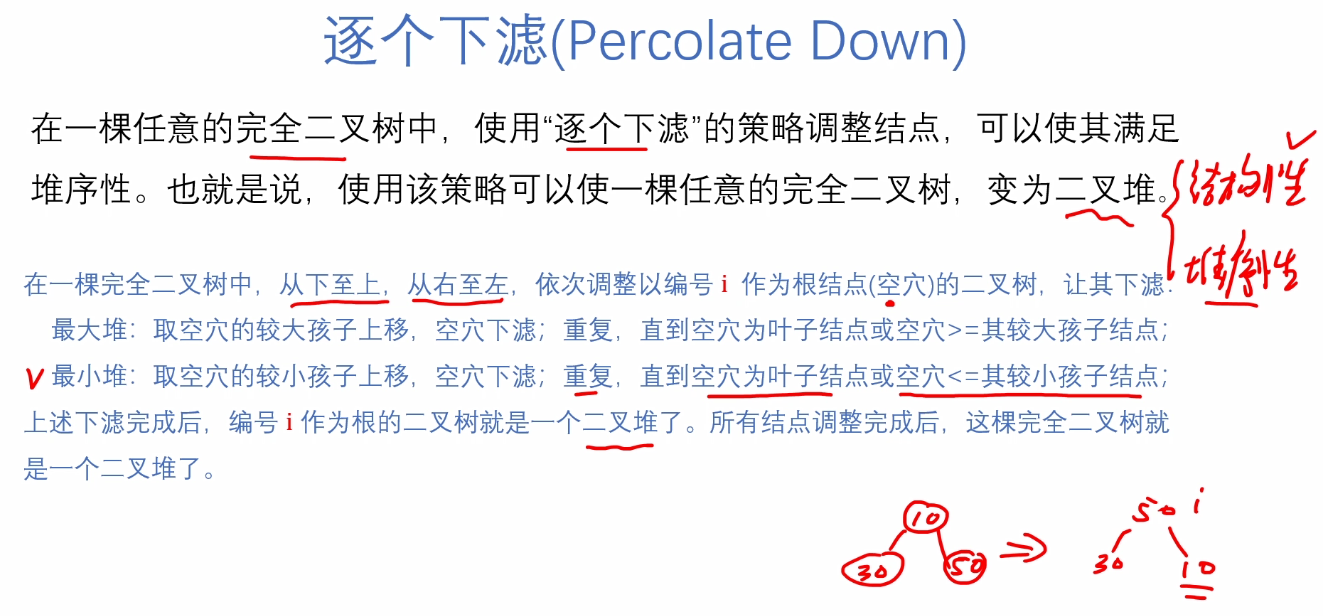 逐个下滤(Percolate Down)
在一棵任意的完全二叉树中，使用“逐个下滤”的策略调整结点，可以使其满足
堆序性。也就是说，使用该策略可以使一棵任意的完全二叉树，变为二叉堆。
结构性
堆序性
在一棵完全二叉树中，从下至上，从右至左，依次调整以编号 i 作为根结点(空穴)的二叉树，让其下滤：
最大堆：取空穴的较大孩子上移，空穴下滤；重复，直到空穴为叶子结点或空穴>=其较大孩子结点；
最小堆：取空穴的较小孩子上移，空穴下滤；重复，直到空穴为叶子结点或空穴<=其较小孩子结点；
上述下滤完成后，编号 i 作为根的二叉树就是一个二叉堆了。所有结点调整完成后，这棵完全二叉树就
是一个二叉堆了。
10 50 i
30 50 30 10